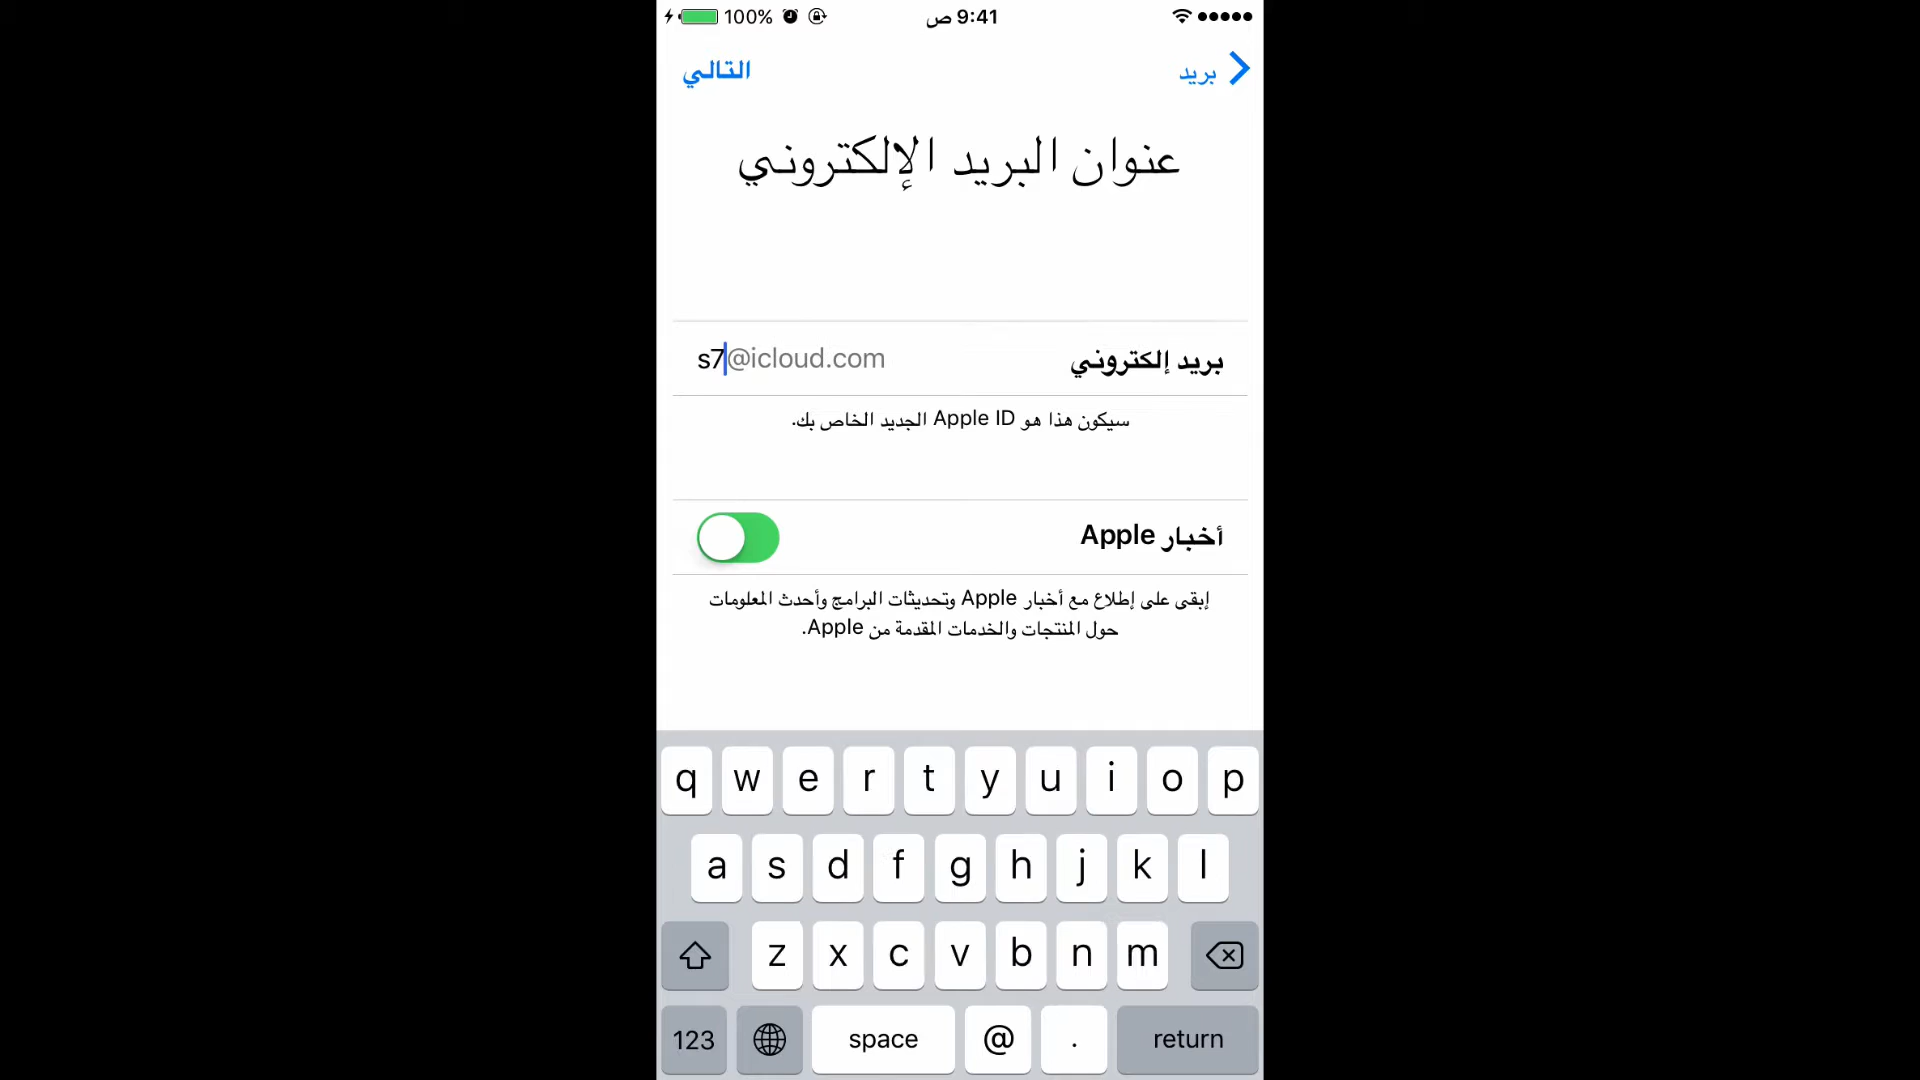 100% 9:41 ص
بريد
التالي
عنوان البريد الإلكتروني
بريد إلكتروني
s7@icloud.com
سيكون هذا هو Apple ID الجديد الخاص بك.
أخبار Apple
إبقى على إطلاع مع أخبار Apple وتحديثات البرامج وأحدث المعلومات
حول المنتجات والخدمات المقدمة من Apple.
q w e r t y u i o p
a s d f g h j k l
z x c v b n m
123 space @ . return